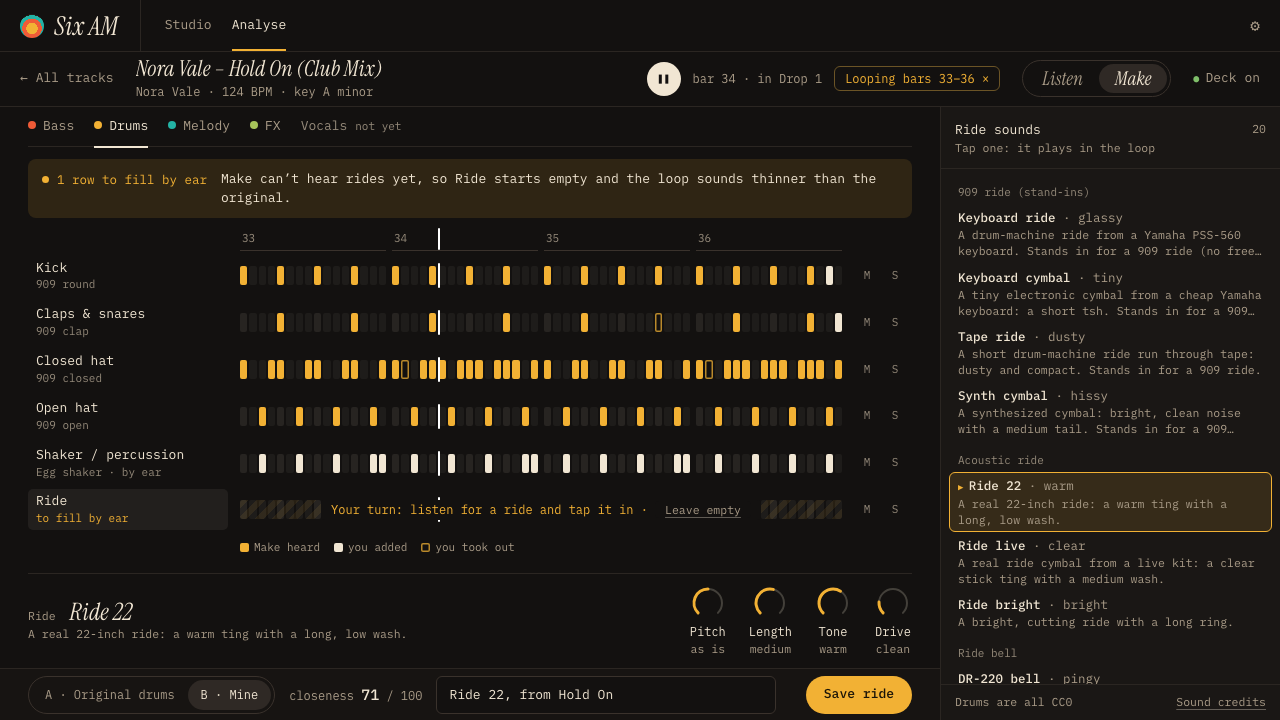 Six AM
Studio
Analyse
← All tracks
Nora Vale – Hold On (Club Mix)
Nora Vale · 124 BPM · key A minor
bar 34 · in Drop 1
Looping bars 33–36 ×
Listen
Make
Deck on
Bass
Drums
Melody
FX
Vocals not yet
1 row to fill by ear
Make can’t hear rides yet, so Ride starts empty and the loop sounds thinner than the
original.
33
34
35
36
Kick
909 round
M S
Claps & snares
909 clap
M S
Closed hat
909 closed
M S
Open hat
909 open
M S
Shaker / percussion
Egg shaker · by ear
M S
Ride
to fill by ear
Your turn: listen for a ride and tap it in ·
Leave empty
M S
Make heard
you added
you took out
Ride Ride 22
A real 22-inch ride: a warm ting with a long, low wash.
Pitch
as is
Length
medium
Tone
warm
Drive
clean
A · Original drums
B · Mine
closeness 71 / 100
Ride 22, from Hold On
Save ride
Ride sounds
20
Tap one: it plays in the loop
909 ride (stand-ins)
Keyboard ride · glassy
A drum-machine ride from a Yamaha PSS-560
keyboard. Stands in for a 909 ride (no free…
Keyboard cymbal · tiny
A tiny electronic cymbal from a cheap Yamaha
keyboard: a short tsh. Stands in for a 909…
Tape ride · dusty
A short drum-machine ride run through tape:
dusty and compact. Stands in for a 909 ride.
Synth cymbal · hissy
A synthesized cymbal: bright, clean noise
with a medium tail. Stands in for a 909…
Acoustic ride
▶ Ride 22 · warm
A real 22-inch ride: a warm ting with a
long, low wash.
Ride live · clear
A real ride cymbal from a live kit: a clear
stick ting with a medium wash.
Ride bright · bright
A bright, cutting ride with a long ring.
Ride bell
DR-220 bell · pingy
Drums are all CC0
Sound credits